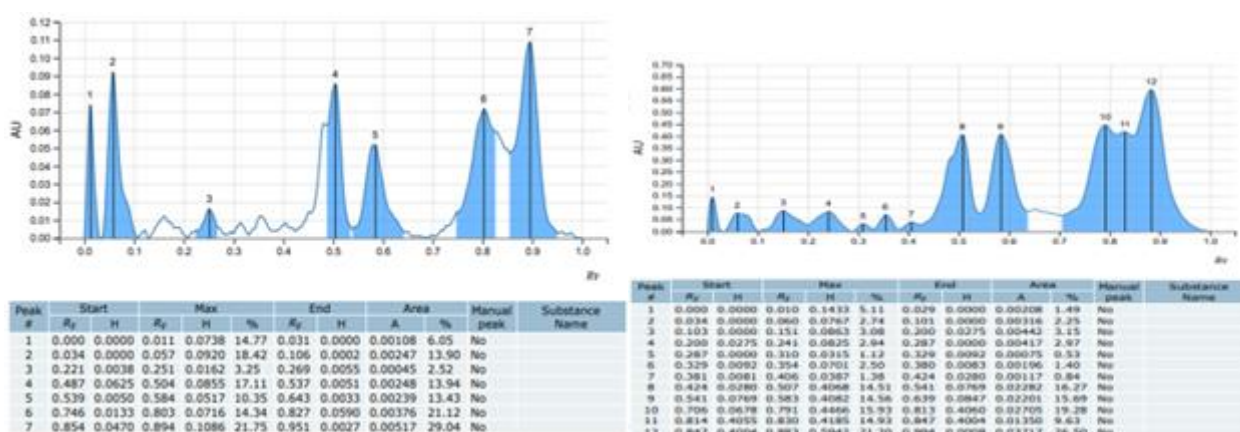 0.12
0.11
0.10
0.09
0.08
0.07
0.06
0.05
0.04
0.03
0.02
0.01
0.00
AU
1
2
3
4
5
6
7
0.0 0.1 0.2 0.3 0.4 0.5 0.6 0.7 0.8 0.9 1.0
RF
Peak Start Max End Area Manual Substance
# RF H RF H % RF H A % peak Name
1 0.000 0.0000 0.011 0.0738 14.77 0.031 0.0000 0.00108 6.05 No
2 0.034 0.0000 0.057 0.0920 18.42 0.106 0.0002 0.00247 13.90 No
3 0.221 0.0038 0.251 0.0162 3.25 0.269 0.0055 0.00045 2.52 No
4 0.487 0.0625 0.504 0.0855 17.11 0.537 0.0051 0.00248 13.94 No
5 0.539 0.0050 0.584 0.0517 10.35 0.643 0.0033 0.00239 13.43 No
6 0.746 0.0133 0.803 0.0716 14.34 0.827 0.0590 0.00376 21.12 No
7 0.854 0.0470 0.894 0.1086 21.75 0.951 0.0027 0.00517 29.04 No
0.70
0.65
0.60
0.55
0.50
0.45
0.40
0.35
0.30
0.25
0.20
0.15
0.10
0.05
0.00
AU
1
2
3
4
5
6
7
8
9
10
11
12
0.0 0.1 0.2 0.3 0.4 0.5 0.6 0.7 0.8 0.9 1.0
RF
Peak Start Max End Area Manual Substance
# RF H RF H % RF H A % peak Name
1 0.000 0.0000 0.010 0.1433 5.11 0.029 0.0000 0.00208 1.49 No
2 0.034 0.0000 0.060 0.0767 2.74 0.101 0.0000 0.00316 2.25 No
3 0.103 0.0000 0.151 0.0863 3.08 0.200 0.0275 0.00442 3.15 No
4 0.200 0.0275 0.241 0.0825 2.94 0.287 0.0000 0.00417 2.97 No
5 0.287 0.0000 0.310 0.0315 1.12 0.329 0.0092 0.00075 0.53 No
6 0.329 0.0092 0.354 0.0701 2.50 0.380 0.0083 0.00196 1.40 No
7 0.381 0.0081 0.406 0.0387 1.38 0.424 0.0280 0.00117 0.84 No
8 0.424 0.0280 0.507 0.4068 14.51 0.541 0.0769 0.02282 16.27 No
9 0.541 0.0769 0.583 0.4082 14.56 0.639 0.0847 0.02201 15.69 No
10 0.706 0.0678 0.791 0.4466 15.93 0.813 0.4060 0.02705 19.28 No
11 0.814 0.4055 0.830 0.4185 14.93 0.847 0.4004 0.01350 9.63 No